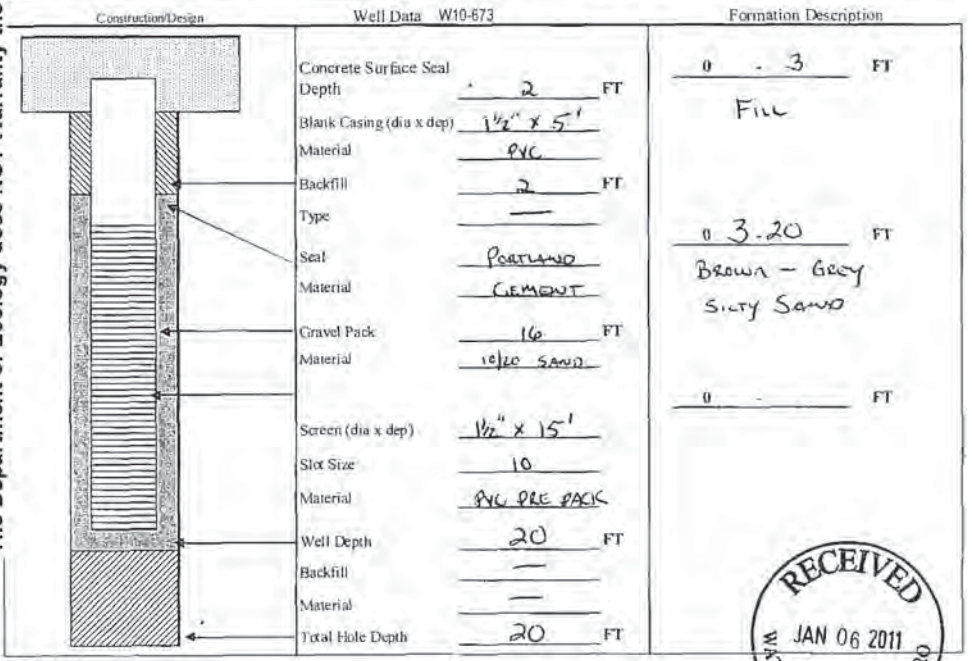 Construction/Design
Well Data W10-673
Formation Description
Concrete Surface Seal
Depth 2 FT
Blank Casing (dia x dep) 1 1/2" x 5'
Material PVC
Backfill 2 FT
Type —
Seal PORTLAND
Material CEMENT
Gravel Pack 16 FT
Material 10/20 SAND
Screen (dia x dep) 1 1/2" x 15'
Slot Size 10
Material PVC PRE PACK
Well Depth 20 FT
Backfill —
Material —
Total Hole Depth 20 FT
0 - 3 FT
FILL
0 3-20 FT
BROWN - GREY
SILTY SAND
0 - FT
RECEIVED
JAN 06 2011